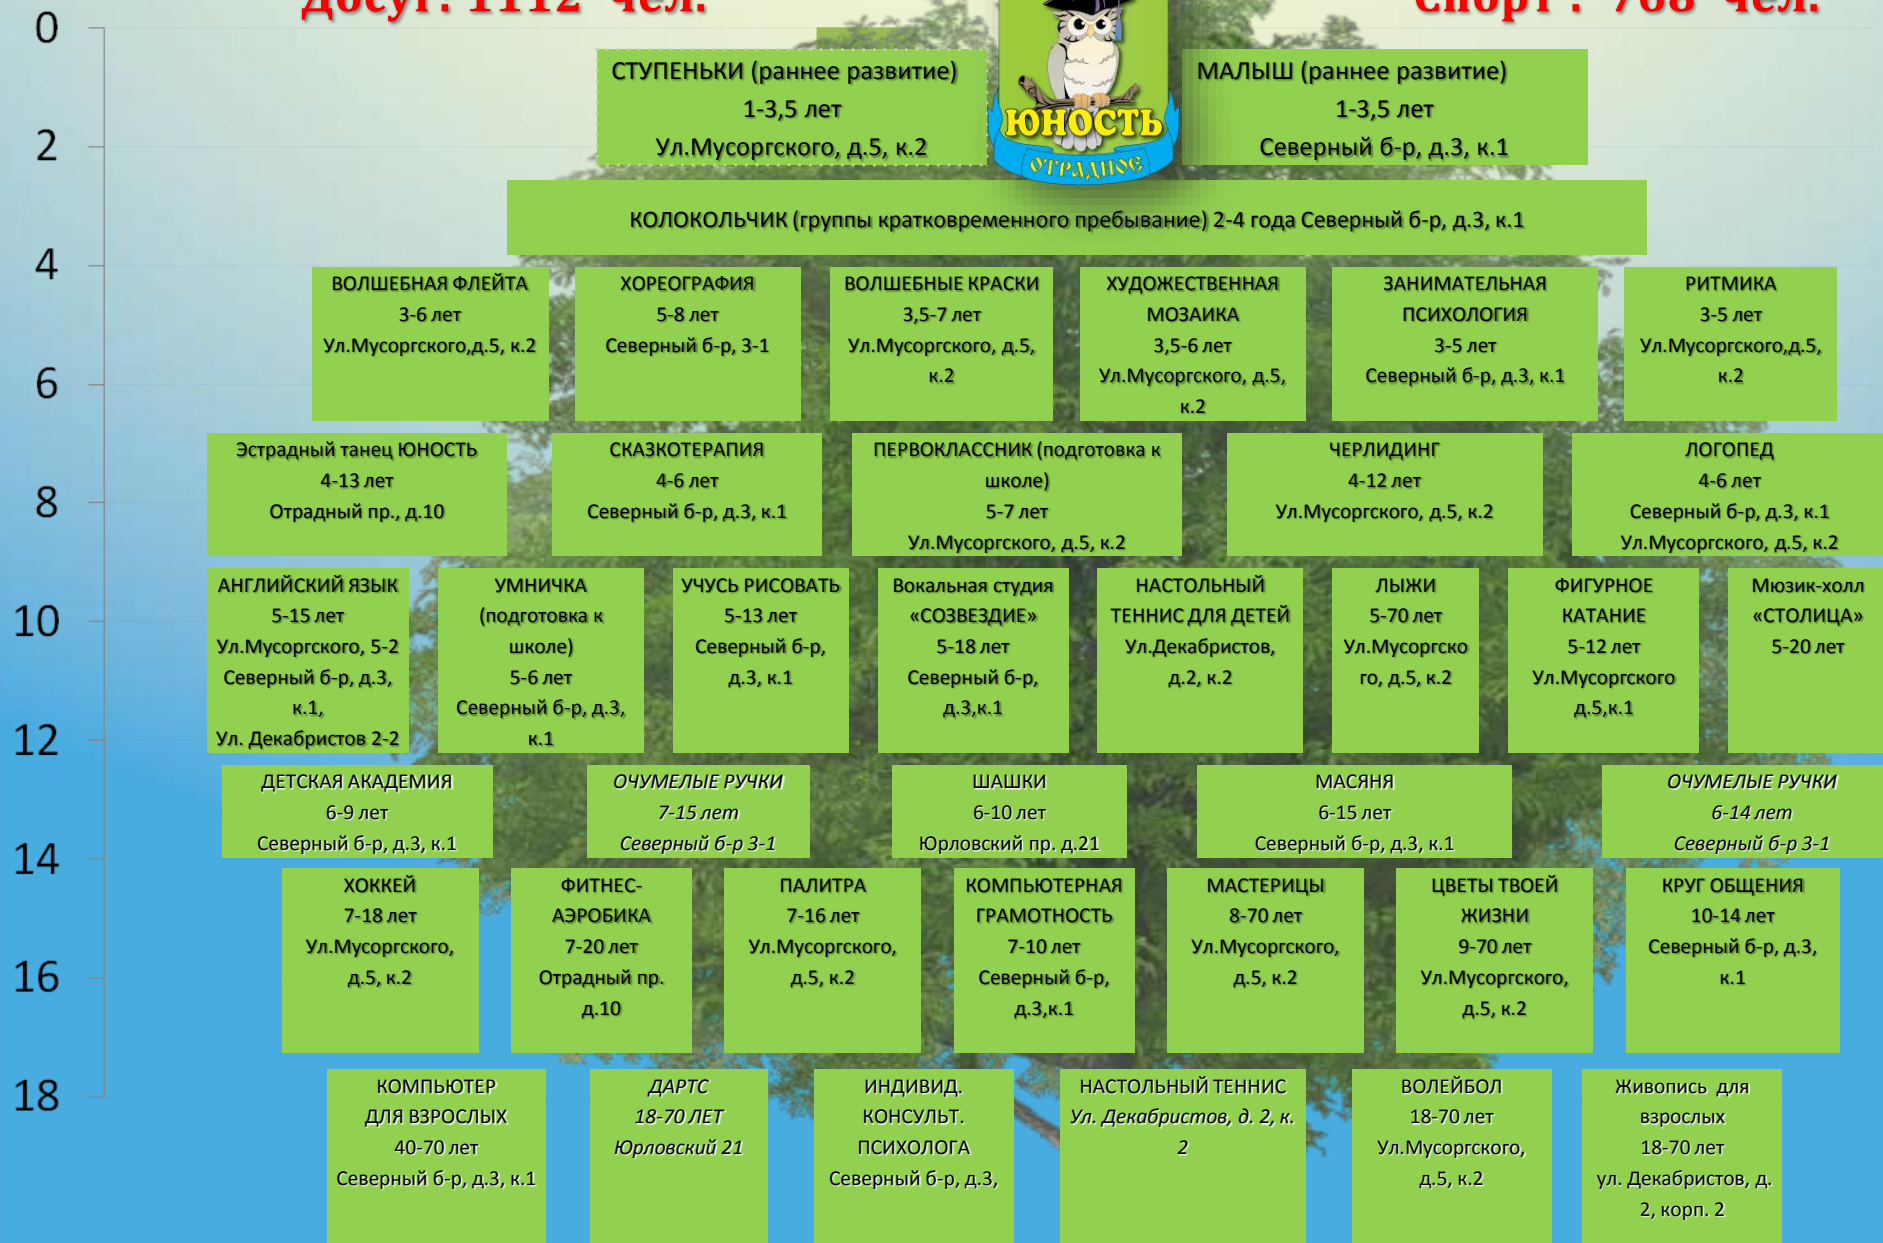 Досуг: 1112 чел.
Спорт : 768 чел.
0
2
4
6
8
10
12
14
16
18
СТУПЕНЬКИ (раннее развитие)
1-3,5 лет
Ул.Мусоргского, д.5, к.2
ЮНОСТЬ
ОТРАДНОЕ
МАЛЫШ (раннее развитие)
1-3,5 лет
Северный б-р, д.3, к.1
КОЛОКОЛЬЧИК (группы кратковременного пребывание) 2-4 года Северный б-р, д.3, к.1
ВОЛШЕБНАЯ ФЛЕЙТА
3-6 лет
Ул.Мусоргского,д.5, к.2
ХОРЕОГРАФИЯ
5-8 лет
Северный б-р, 3-1
ВОЛШЕБНЫЕ КРАСКИ
3,5-7 лет
Ул.Мусоргского, д.5,
к.2
ХУДОЖЕСТВЕННАЯ
МОЗАИКА
3,5-6 лет
Ул.Мусоргского, д.5,
к.2
ЗАНИМАТЕЛЬНАЯ
ПСИХОЛОГИЯ
3-5 лет
Северный б-р, д.3, к.1
РИТМИКА
3-5 лет
Ул.Мусоргского,д.5,
к.2
Эстрадный танец ЮНОСТЬ
4-13 лет
Отрадный пр., д.10
СКАЗКОТЕРАПИЯ
4-6 лет
Северный б-р, д.3, к.1
ПЕРВОКЛАССНИК (подготовка к
школе)
5-7 лет
Ул.Мусоргского, д.5, к.2
ЧЕРЛИДИНГ
4-12 лет
Ул.Мусоргского, д.5, к.2
ЛОГОПЕД
4-6 лет
Северный б-р, д.3, к.1
Ул.Мусоргского, д.5, к.2
АНГЛИЙСКИЙ ЯЗЫК
5-15 лет
Ул.Мусоргского, 5-2
Северный б-р, д.3,
к.1,
Ул. Декабристов 2-2
УМНИЧКА
(подготовка к
школе)
5-6 лет
Северный б-р, д.3,
к.1
УЧУСЬ РИСОВАТЬ
5-13 лет
Северный б-р,
д.3, к.1
Вокальная студия
«СОЗВЕЗДИЕ»
5-18 лет
Северный б-р,
д.3,к.1
НАСТОЛЬНЫЙ
ТЕННИС ДЛЯ ДЕТЕЙ
Ул.Декабристов,
д.2, к.2
ЛЫЖИ
5-70 лет
Ул.Мусоргско
го, д.5, к.2
ФИГУРНОЕ
КАТАНИЕ
5-12 лет
Ул.Мусоргского
д.5,к.1
Мюзик-холл
«СТОЛИЦА»
5-20 лет
ДЕТСКАЯ АКАДЕМИЯ
6-9 лет
Северный б-р, д.3, к.1
ОЧУМЕЛЫЕ РУЧКИ
7-15 лет
Северный б-р 3-1
ШАШКИ
6-10 лет
Юрловский пр. д.21
МАСЯНЯ
6-15 лет
Северный б-р, д.3, к.1
ОЧУМЕЛЫЕ РУЧКИ
6-14 лет
Северный б-р 3-1
ХОККЕЙ
7-18 лет
Ул.Мусоргского,
д.5, к.2
ФИТНЕС-
АЭРОБИКА
7-20 лет
Отрадный пр.
д.10
ПАЛИТРА
7-16 лет
Ул.Мусоргского,
д.5, к.2
КОМПЬЮТЕРНАЯ
ГРАМОТНОСТЬ
7-10 лет
Северный б-р,
д.3,к.1
МАСТЕРИЦЫ
8-70 лет
Ул.Мусоргского,
д.5, к.2
ЦВЕТЫ ТВОЕЙ
ЖИЗНИ
9-70 лет
Ул.Мусоргского,
д.5, к.2
КРУГ ОБЩЕНИЯ
10-14 лет
Северный б-р, д.3,
к.1
КОМПЬЮТЕР
ДЛЯ ВЗРОСЛЫХ
40-70 лет
Северный б-р, д.3, к.1
ДАРТС
18-70 ЛЕТ
Юрловский 21
ИНДИВИД.
КОНСУЛЬТ.
ПСИХОЛОГА
Северный б-р, д.3,
НАСТОЛЬНЫЙ ТЕННИС
Ул. Декабристов, д. 2, к.
2
ВОЛЕЙБОЛ
18-70 лет
Ул.Мусоргского,
д.5, к.2
Живопись для
взрослых
18-70 лет
ул. Декабристов, д.
2, корп. 2